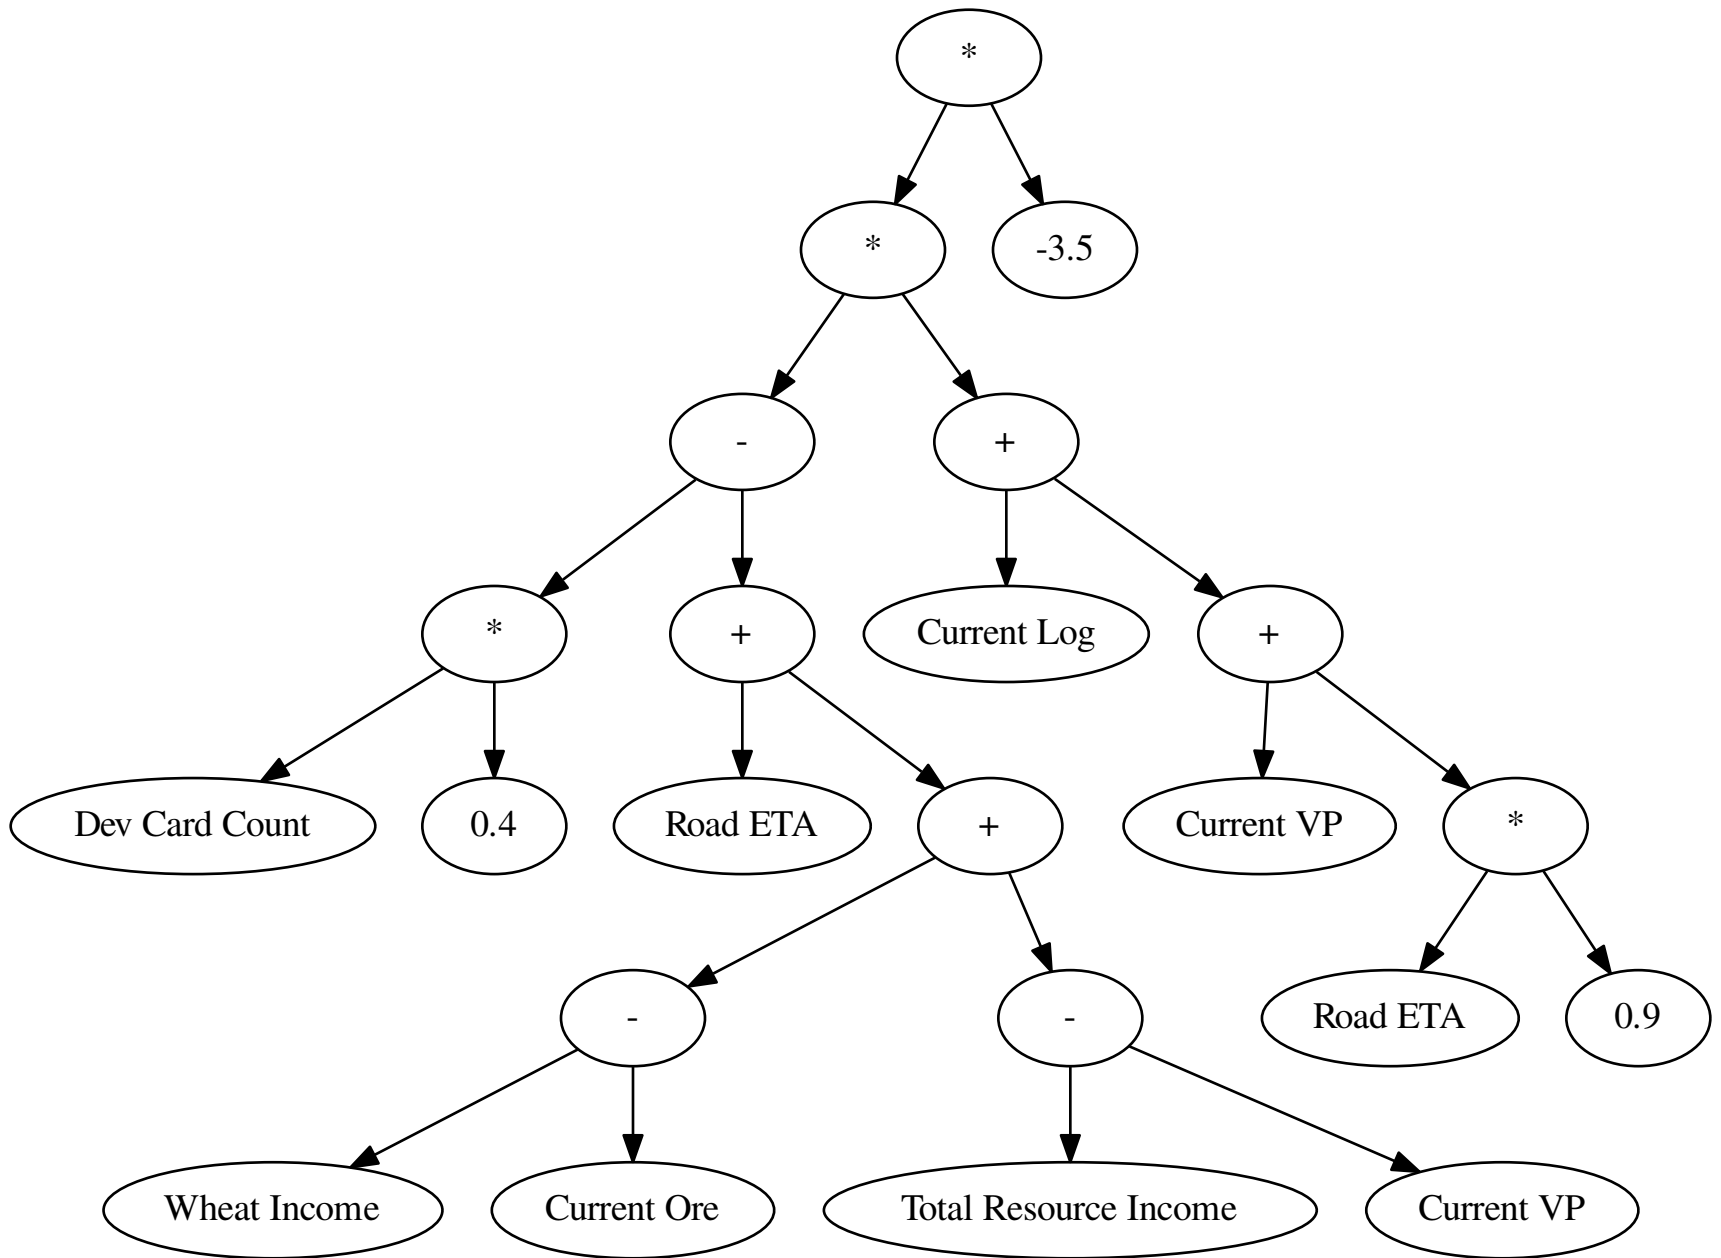 *
*
-3.5
-
+
*
+
Current Log
+
Dev Card Count
0.4
Road ETA
+
Current VP
*
-
-
Road ETA
0.9
Wheat Income
Current Ore
Total Resource Income
Current VP